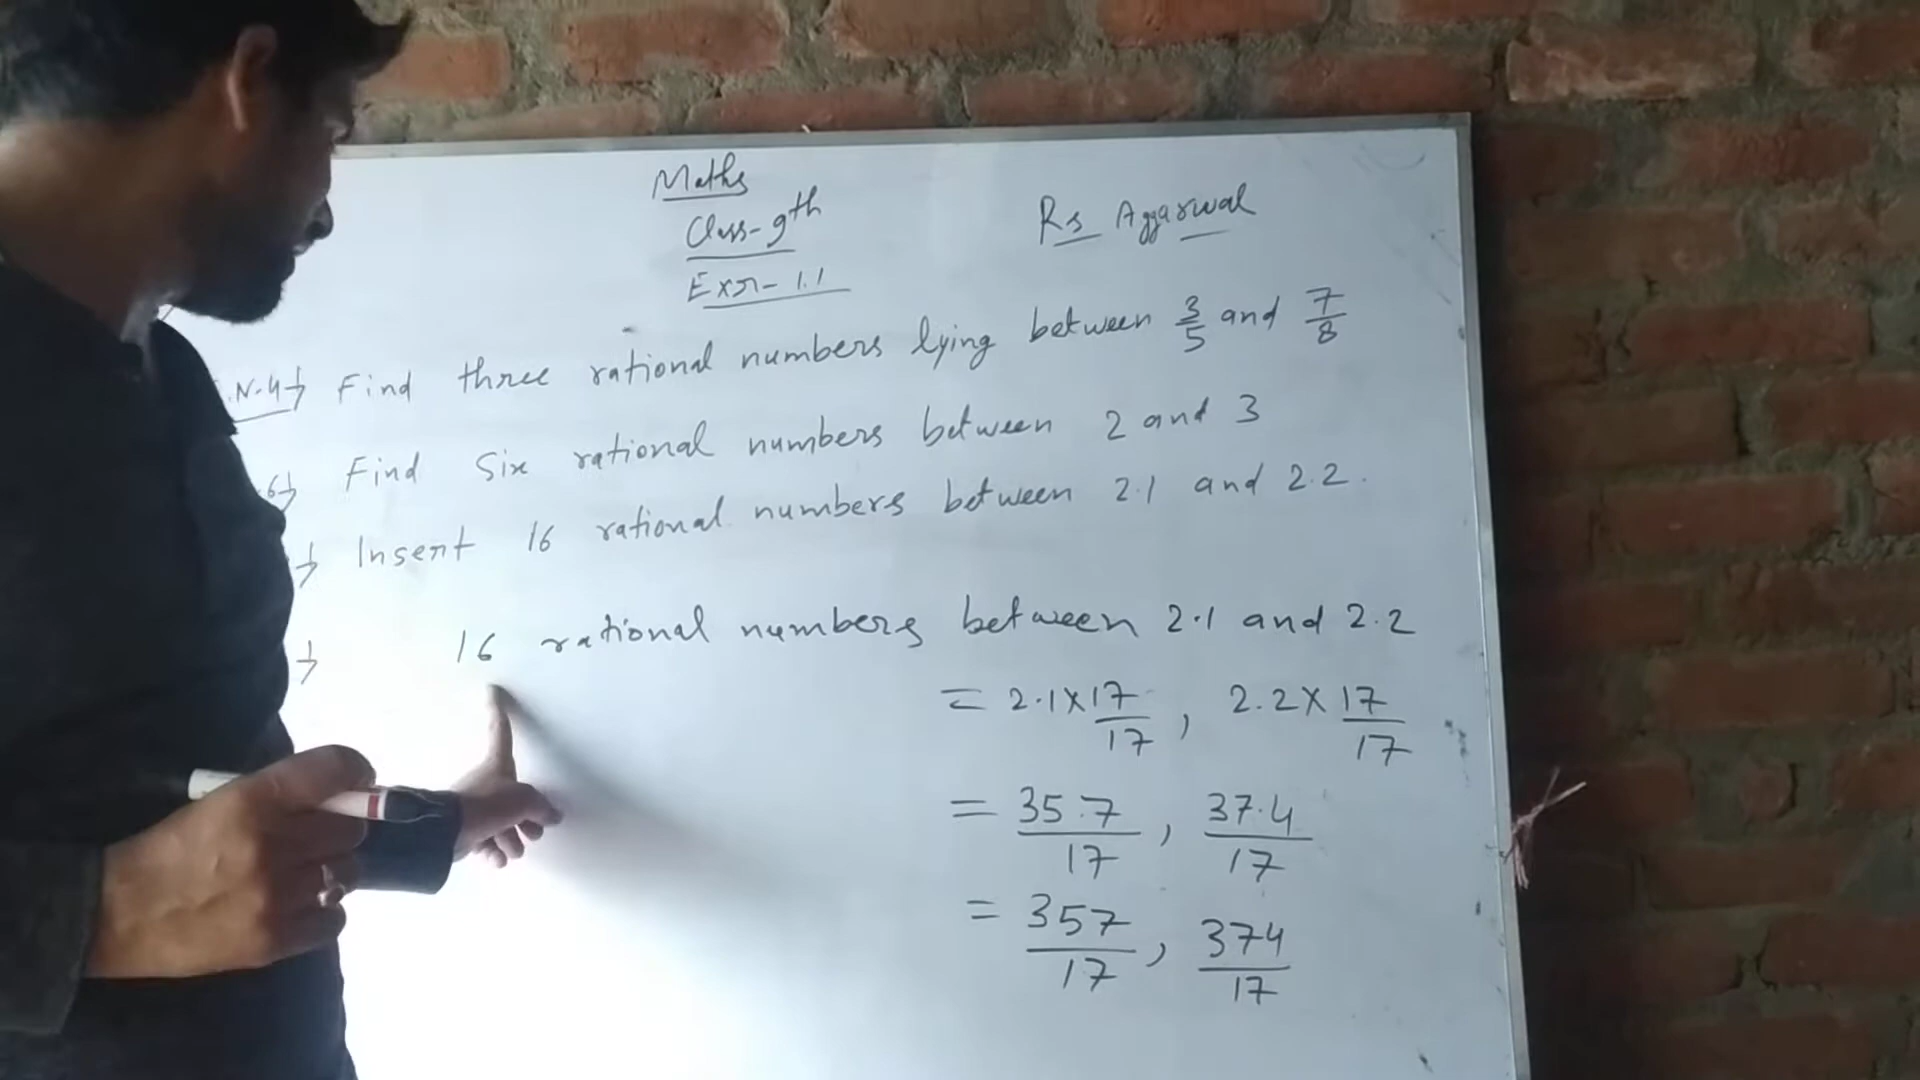 Maths
Class-9th
Rs Aggarwal
Exr-1.1
.N.4→ Find three rational numbers lying between 3/5 and 7/8
.6→ Find Six rational numbers between 2 and 3
→ Insert 16 rational numbers between 2.1 and 2.2.
→ 16 rational numbers between 2.1 and 2.2
= 2.1×17/17, 2.2×17/17
= 35.7/17, 37.4/17
= 357/17, 374/17